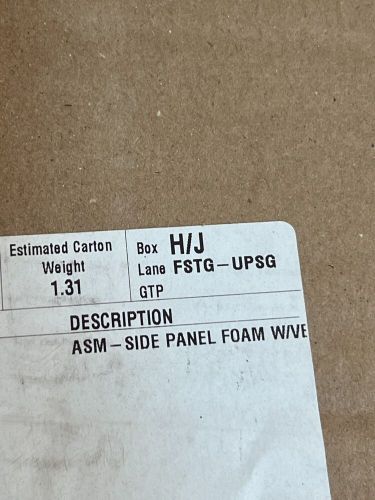 Estimated Carton
Weight
1.31
Box H/J
Lane FSTG-UPSG
GTP
DESCRIPTION
ASM-SIDE PANEL FOAM W/VE